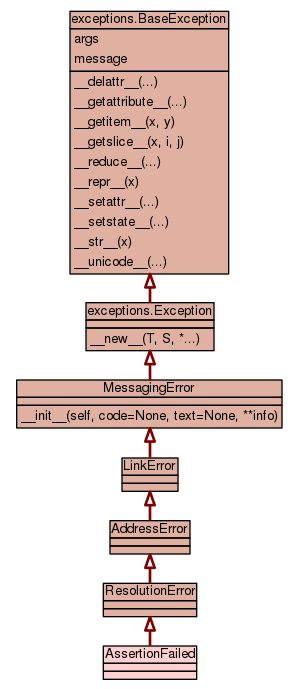 exceptions.BaseException
args
message
__delattr__(...)
__getattribute__(...)
__getitem__(x, y)
__getslice__(x, i, j)
__reduce__(...)
__repr__(x)
__setattr__(...)
__setstate__(...)
__str__(x)
__unicode__(...)
exceptions.Exception
__new__(T, S, *...)
MessagingError
__init__(self, code=None, text=None, **info)
LinkError
AddressError
ResolutionError
AssertionFailed